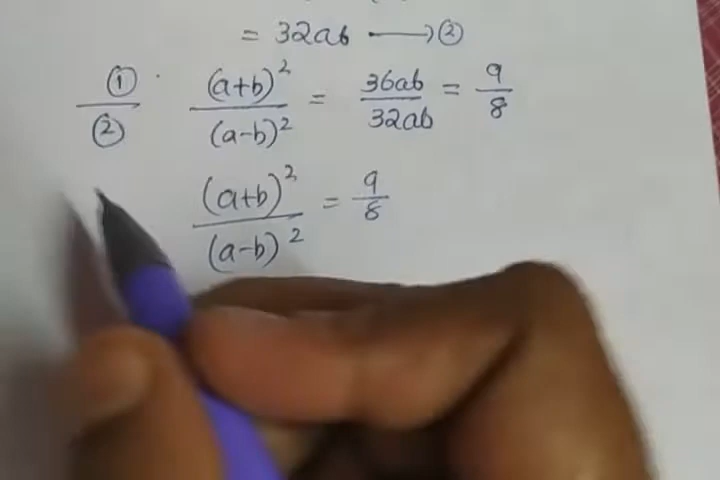 = 32ab ⟶ ②
①/② (a+b)²/(a-b)² = 36ab/32ab = 9/8
(a+b)²/(a-b)² = 9/8